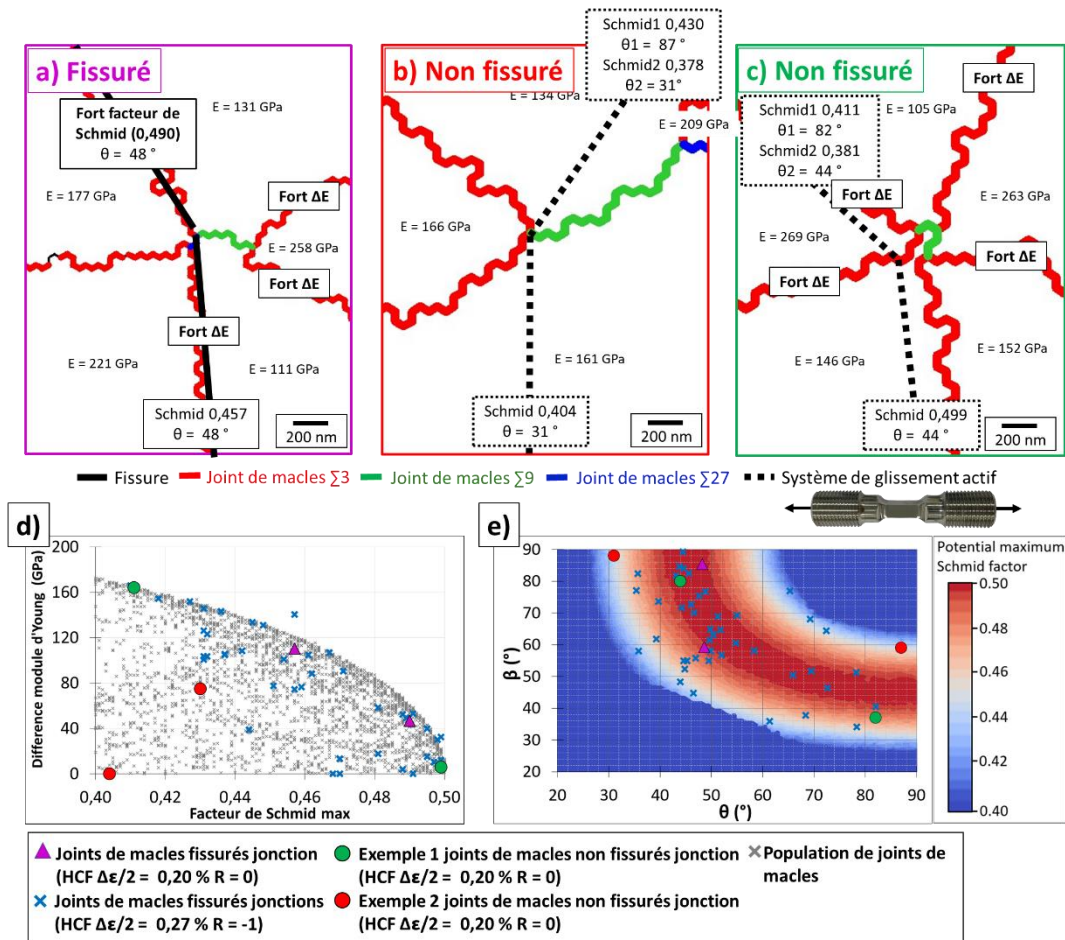 a) Fissuré
Fort facteur de
Schmid (0,490)
θ = 48 °
E = 131 GPa
E = 177 GPa
Fort ΔE
E = 258 GPa
Fort ΔE
Fort ΔE
E = 221 GPa
E = 111 GPa
Schmid 0,457
θ = 48 °
200 nm
b) Non fissuré
Schmid1 0,430
θ1 = 87 °
Schmid2 0,378
θ2 = 31°
E = 134 GPa
E = 209 GPa
E = 166 GPa
E = 161 GPa
Schmid 0,404
θ = 31 °
200 nm
c) Non fissuré
Fort ΔE
Schmid1 0,411
θ1 = 82 °
Schmid2 0,381
θ2 = 44°
E = 105 GPa
Fort ΔE
E = 263 GPa
E = 269 GPa
Fort ΔE
Fort ΔE
E = 146 GPa
E = 152 GPa
Schmid 0,499
θ = 44 °
200 nm
Fissure
Joint de macles ∑3
Joint de macles ∑9
Joint de macles ∑27
Système de glissement actif
d)
Difference module d'Young (GPa)
200
160
120
80
40
0
0,40
0,42
0,44
0,46
0,48
0,50
Facteur de Schmid max
e)
β (°)
90
80
70
60
50
40
30
20
20
30
40
50
60
70
80
90
θ (°)
Potential maximum
Schmid factor
0.50
0.48
0.46
0.44
0.42
0.40
Joints de macles fissurés jonction
(HCF Δε/2 = 0,20 % R = 0)
Exemple 1 joints de macles non fissurés jonction
(HCF Δε/2 = 0,20 % R = 0)
Population de joints de
macles
Joints de macles fissurés jonctions
(HCF Δε/2 = 0,27 % R = -1)
Exemple 2 joints de macles non fissurés jonction
(HCF Δε/2 = 0,20 % R = 0)